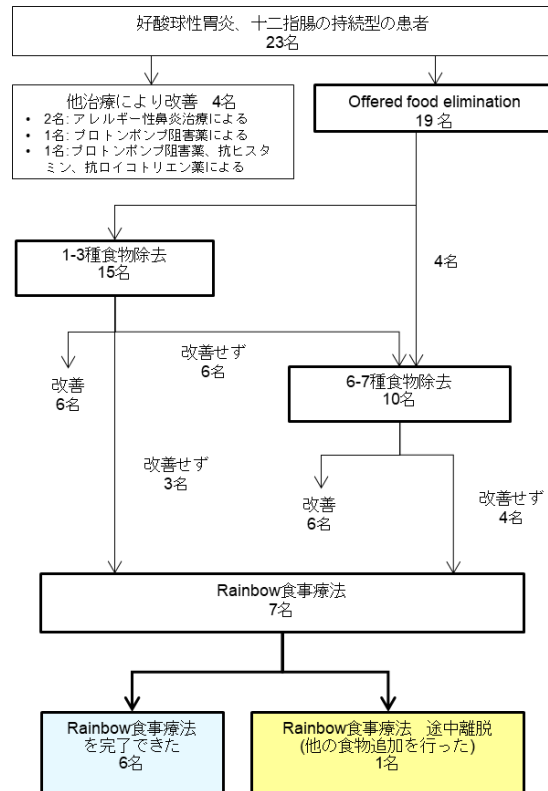 好酸球性胃炎、十二指腸の持続型の患者
23名
他治療により改善 4名
• 2名: アレルギー性鼻炎治療による
• 1名: プロトンポンプ阻害薬による
• 1名: プロトンポンプ阻害薬、抗ヒスタ
ミン、抗ロイコトリエン薬による
Offered food elimination
19 名
1-3種食物除去
15名
4名
改善
6名
改善せず
6名
6-7種食物除去
10名
改善せず
3名
改善
6名
改善せず
4名
Rainbow食事療法
7名
Rainbow食事療法
を完了できた
6名
Rainbow食事療法 途中離脱
(他の食物追加を行った)
1名